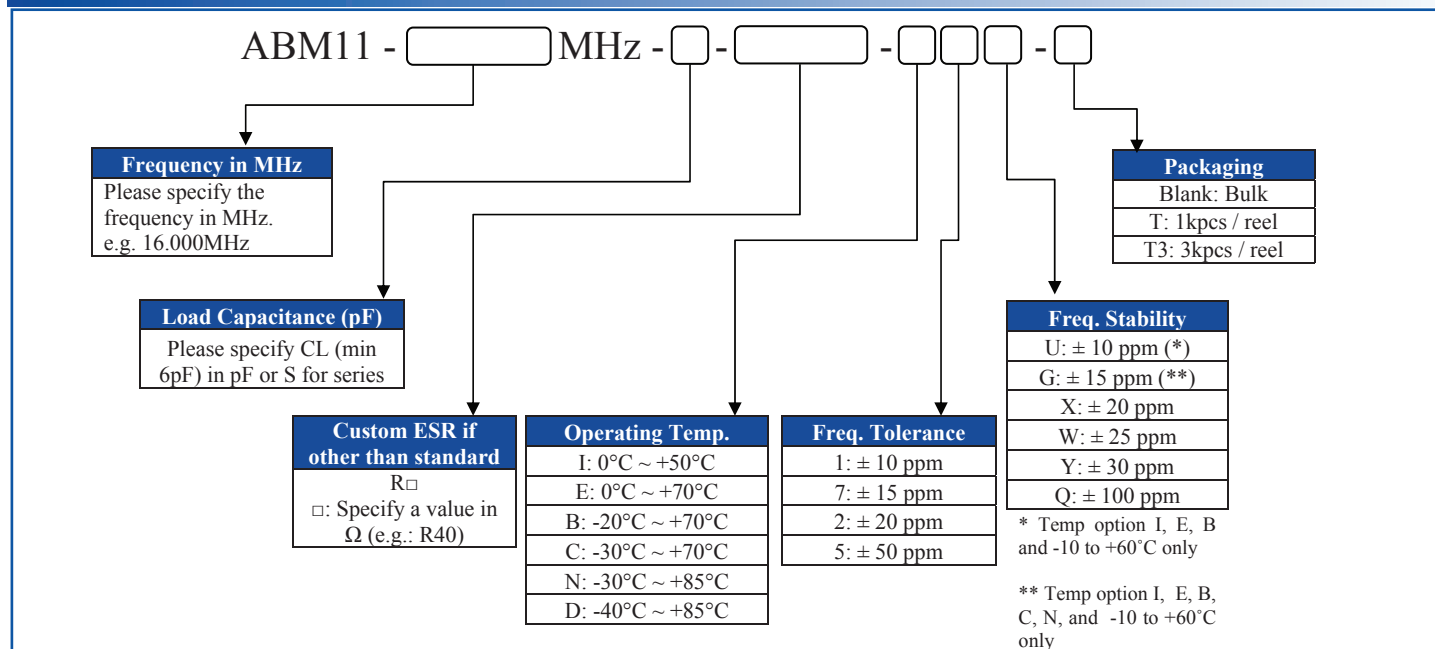 ABM11 - MHz - - -  -
Frequency in MHz
Please specify the
frequency in MHz.
e.g. 16.000MHz
Packaging
Blank: Bulk
T: 1kpcs / reel
T3: 3kpcs / reel
Load Capacitance (pF)
Please specify CL (min
6pF) in pF or S for series
Custom ESR if
other than standard
R□
□: Specify a value in
Ω (e.g.: R40)
Operating Temp.
I: 0°C ~ +50°C
E: 0°C ~ +70°C
B: -20°C ~ +70°C
C: -30°C ~ +70°C
N: -30°C ~ +85°C
D: -40°C ~ +85°C
Freq. Tolerance
1: ± 10 ppm
7: ± 15 ppm
2: ± 20 ppm
5: ± 50 ppm
Freq. Stability
U: ± 10 ppm (*)
G: ± 15 ppm (**)
X: ± 20 ppm
W: ± 25 ppm
Y: ± 30 ppm
Q: ± 100 ppm
* Temp option I, E, B
and -10 to +60˚C only
** Temp option I, E, B,
C, N, and -10 to +60˚C
only